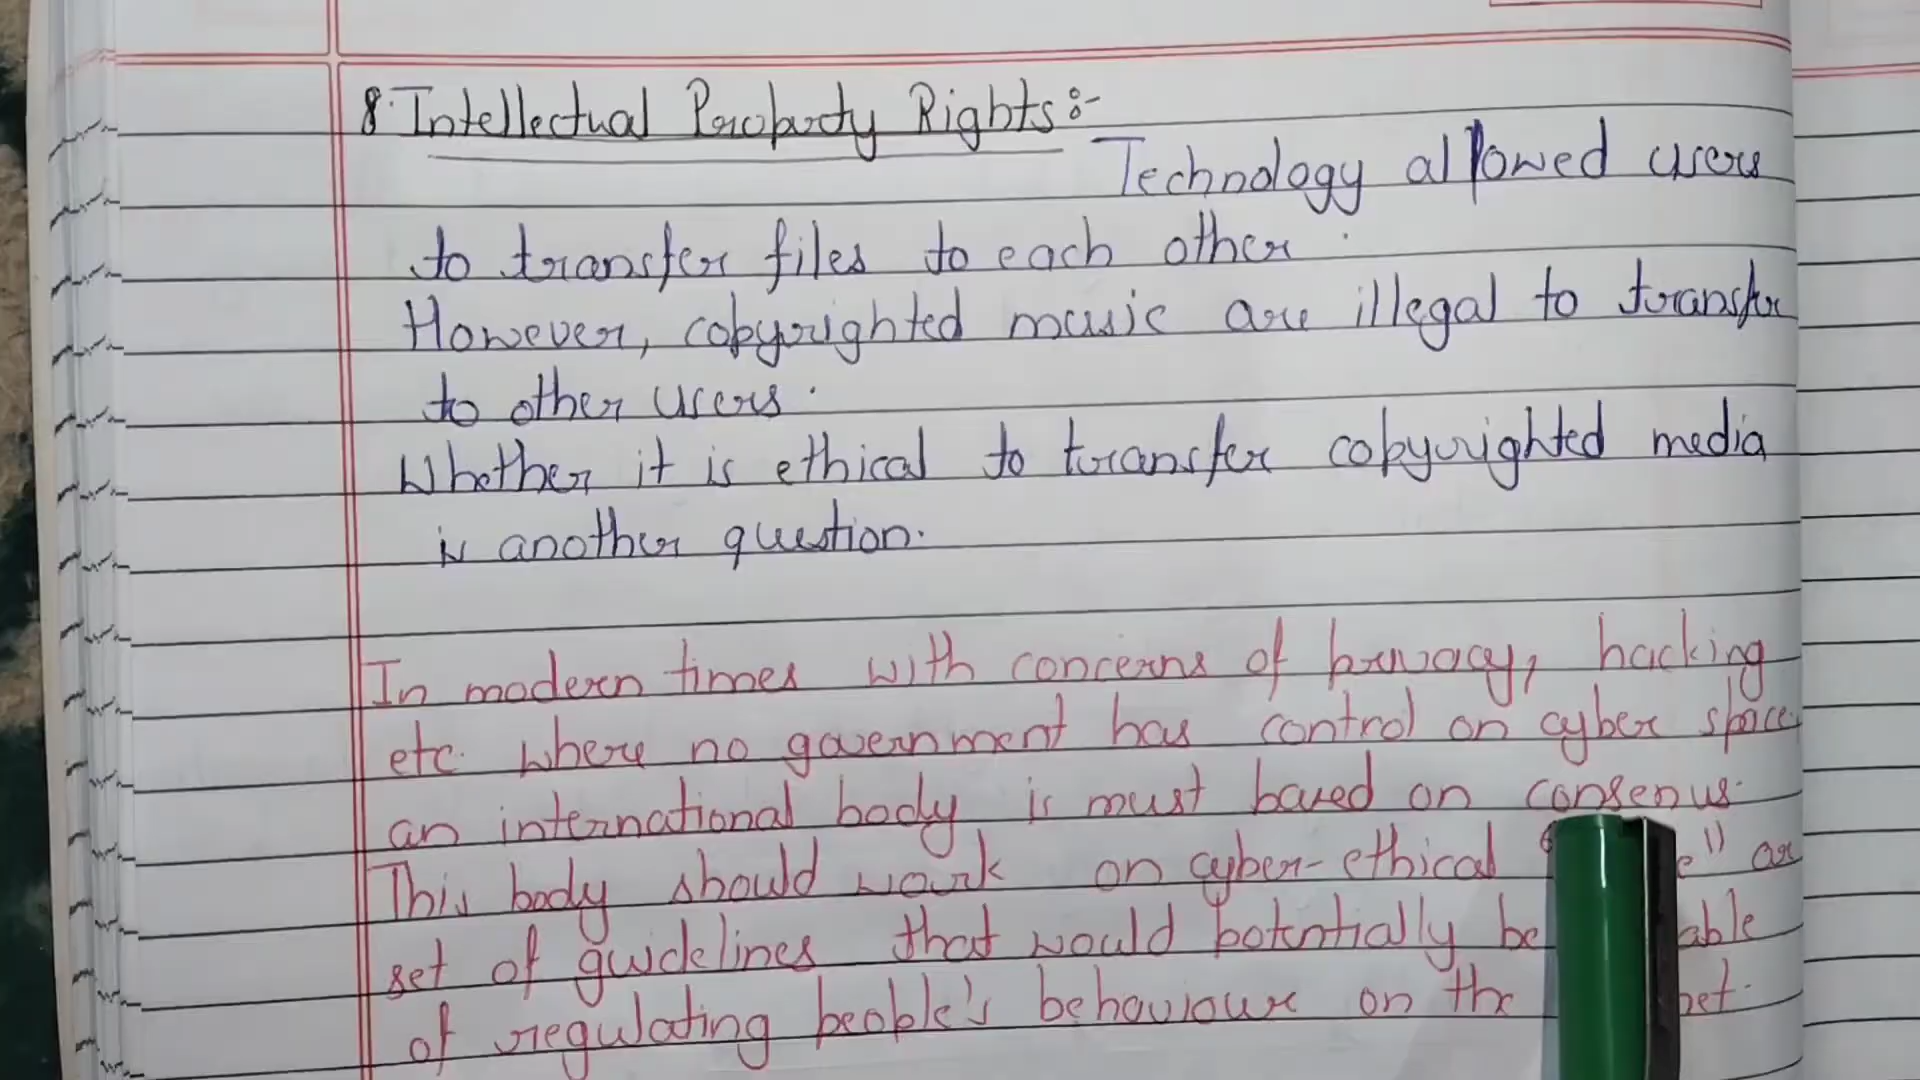 8. Intellectual Property Rights:-
Technology allowed users
to transfer files to each other.
However, copyrighted music are illegal to transfer
to other users.
Whether it is ethical to transfer copyrighted media
is another question.
In modern times with concerns of privacy, hacking
etc. where no government has control on cyber space,
an international body is must based on consenus.
This body should work on cyber-ethical as
set of guidelines that would potentially be
of regulating people's behaviour on the